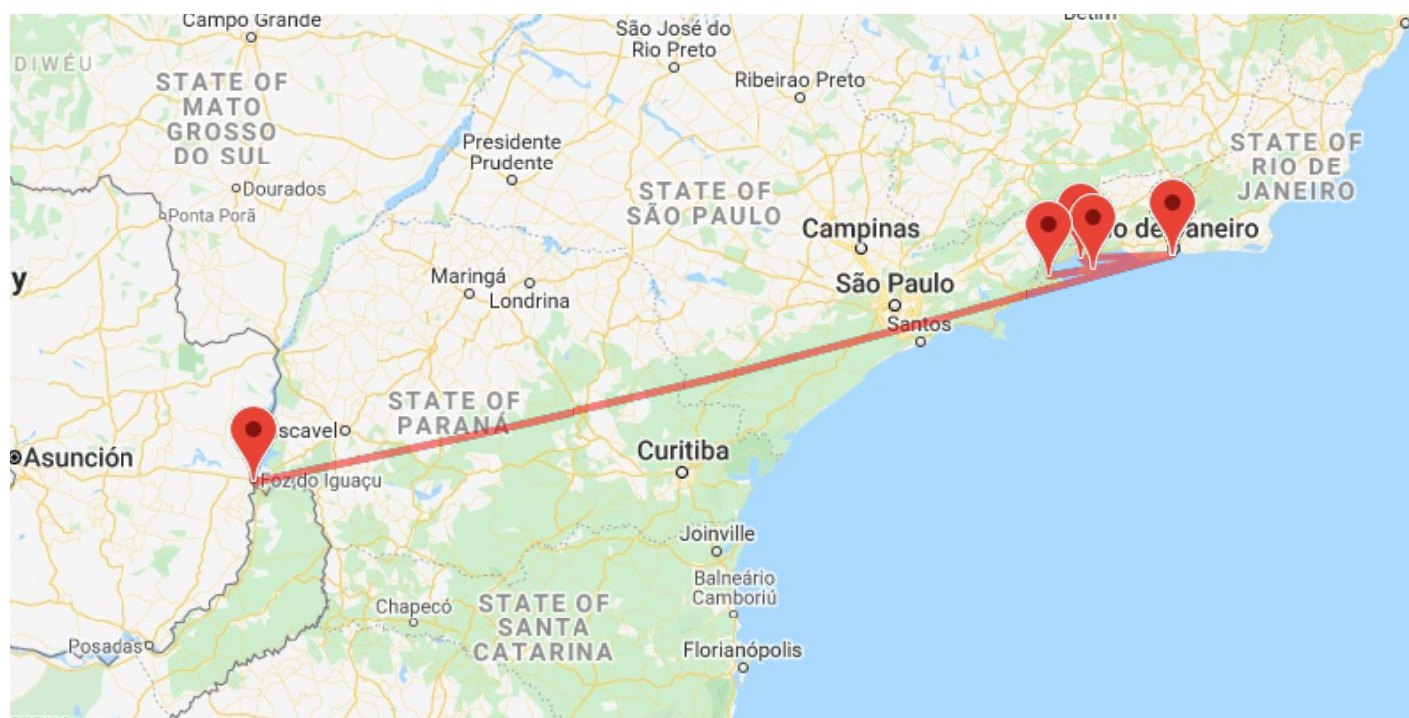 Campo Grande
DIWÉU
STATE OF
MATO
GROSSO
DO SUL
Dourados
Ponta Porã
São José do
Rio Preto
Ribeirao Preto
Presidente
Prudente
STATE OF
SÃO PAULO
STATE OF
RIO DE
JANEIRO
Campinas
Janeiro
São Paulo
Santos
Maringá
Londrina
y
STATE OF
PARANÁ
scavel
Asunción
Foz do Iguaçu
Curitiba
Joinville
Balneário
Camboriú
Chapecó
STATE OF
SANTA
CATARINA
Florianópolis
Posadas